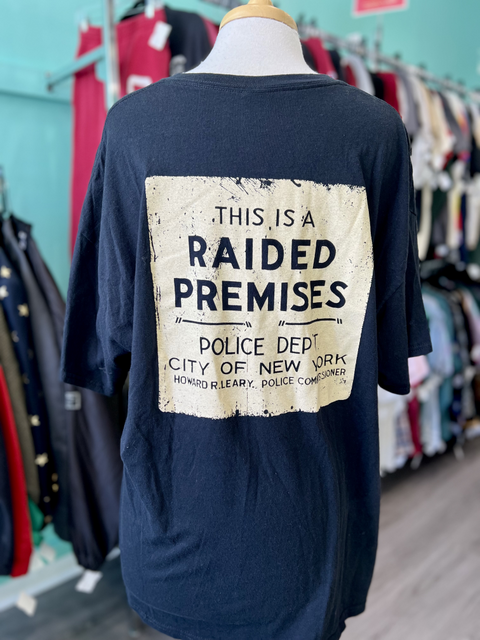 THIS IS A
RAIDED
PREMISES
POLICE DEPT.
CITY OF NEW YORK
HOWARD R. LEARY, POLICE COMMISSIONER